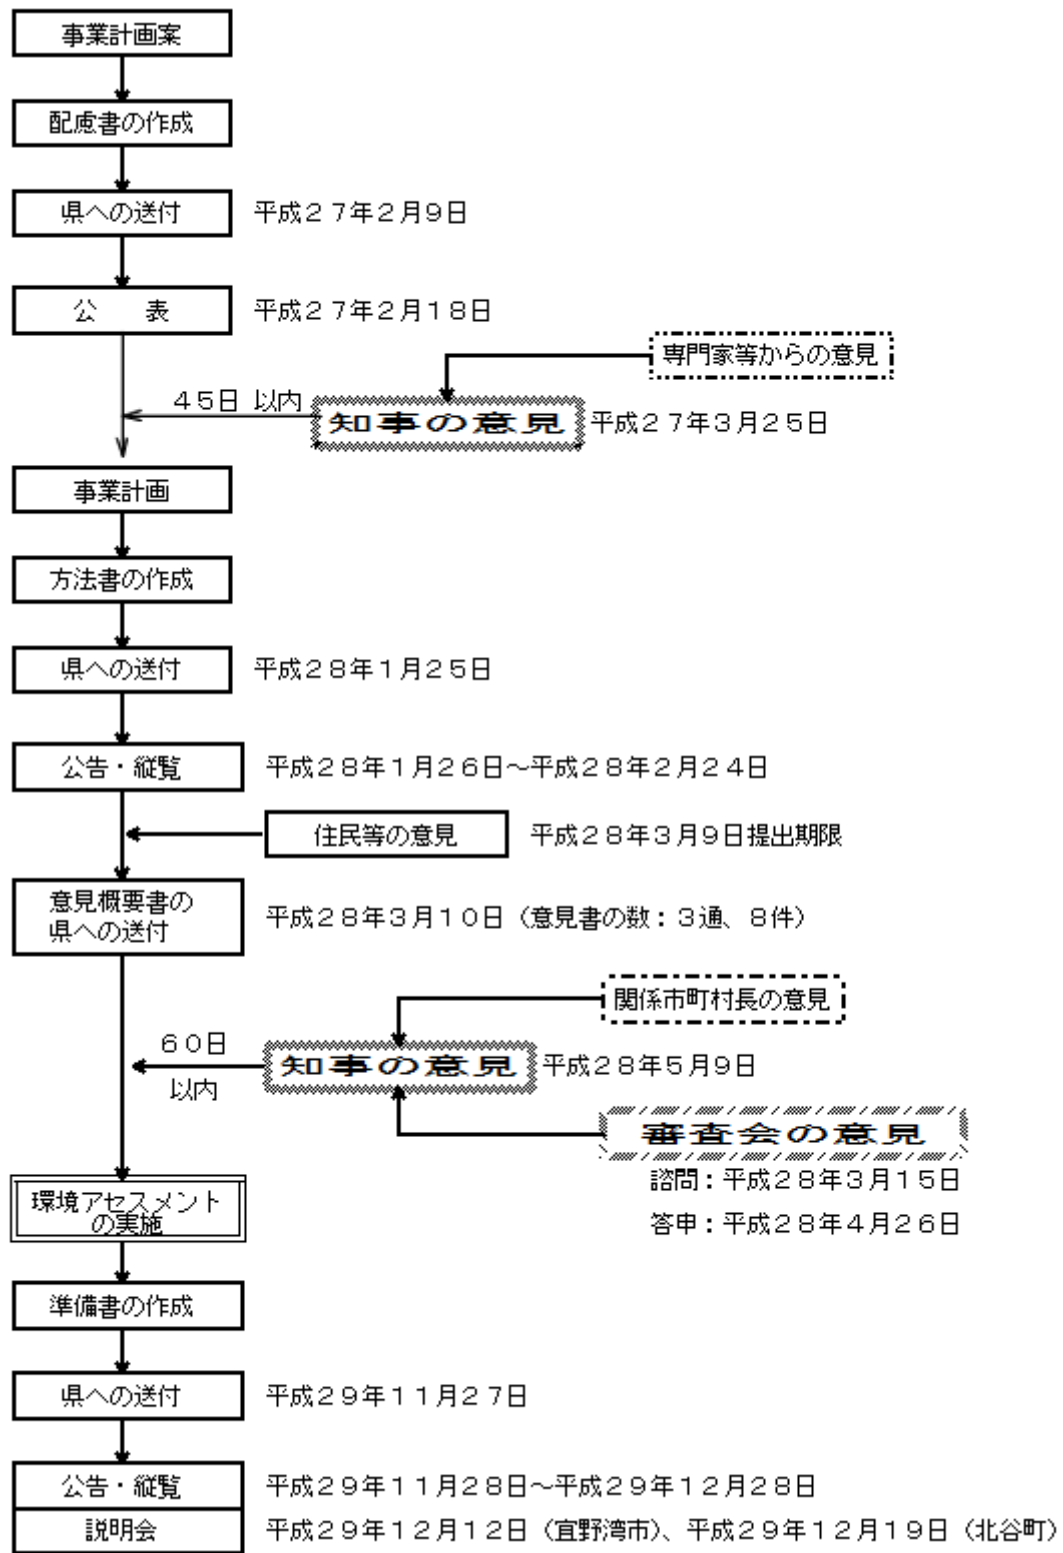 事業計画案
配慮書の作成
県への送付　平成２７年２月９日
公　　表　平成２７年２月１８日
専門家等からの意見
４５日 以内
知事の意見　平成２７年３月２５日
事業計画
方法書の作成
県への送付　平成２８年１月２５日
公告・縦覧　平成２８年１月２６日～平成２８年２月２４日
住民等の意見　平成２８年３月９日提出期限
意見概要書の
県への送付
平成２８年３月１０日（意見書の数：３通、８件）
関係市町村長の意見
６０日
以内
知事の意見　平成２８年５月９日
審査会の意見
諮問：平成２８年３月１５日
答申：平成２８年４月２６日
環境アセスメント
の実施
準備書の作成
県への送付　平成２９年１１月２７日
公告・縦覧　平成２９年１１月２８日～平成２９年１２月２８日
説明会　平成２９年１２月１２日（宜野湾市）、平成２９年１２月１９日（北谷町）